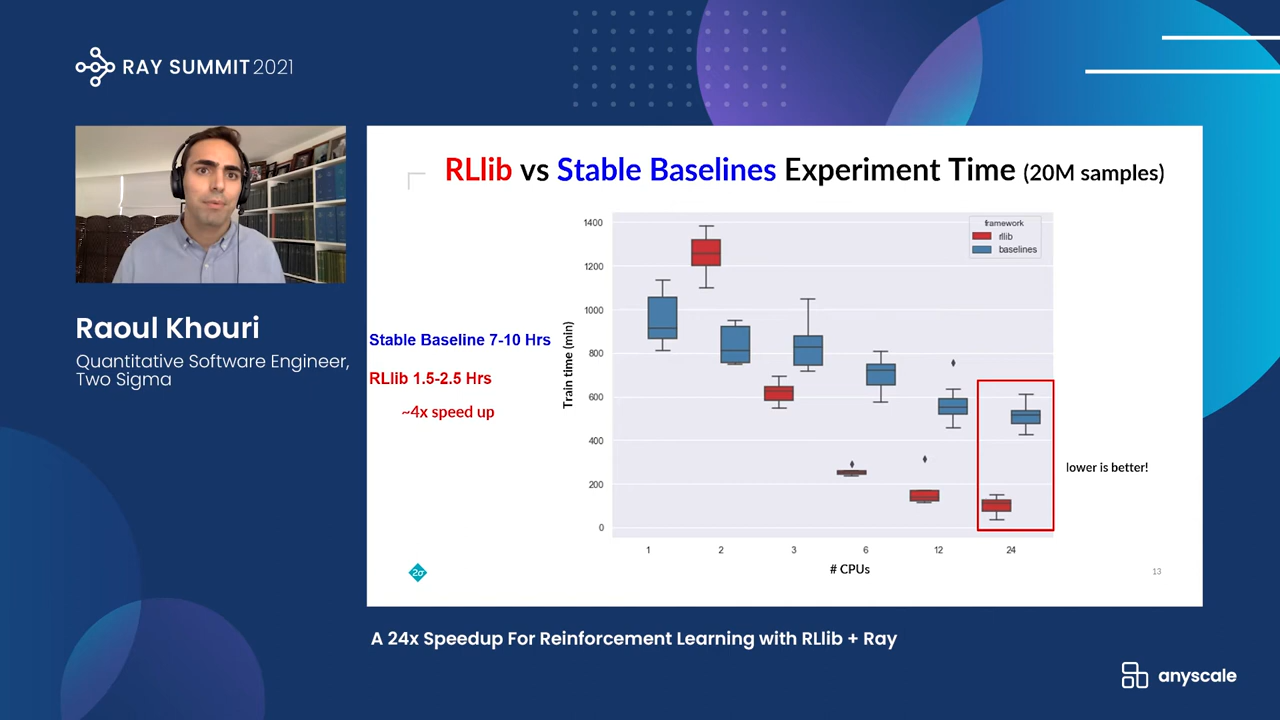 RAY SUMMIT 2021
RLlib vs Stable Baselines Experiment Time (20M samples)
Raoul Khouri
Quantitative Software Engineer,
Two Sigma
Stable Baseline 7-10 Hrs
RLlib 1.5-2.5 Hrs
~4x speed up
Train time (min)
1400
1200
1000
800
600
400
200
0
framework
rllib
baselines
lower is better!
1 2 3 6 12 24
# CPUs
2σ
13
A 24x Speedup For Reinforcement Learning with RLlib + Ray
anyscale